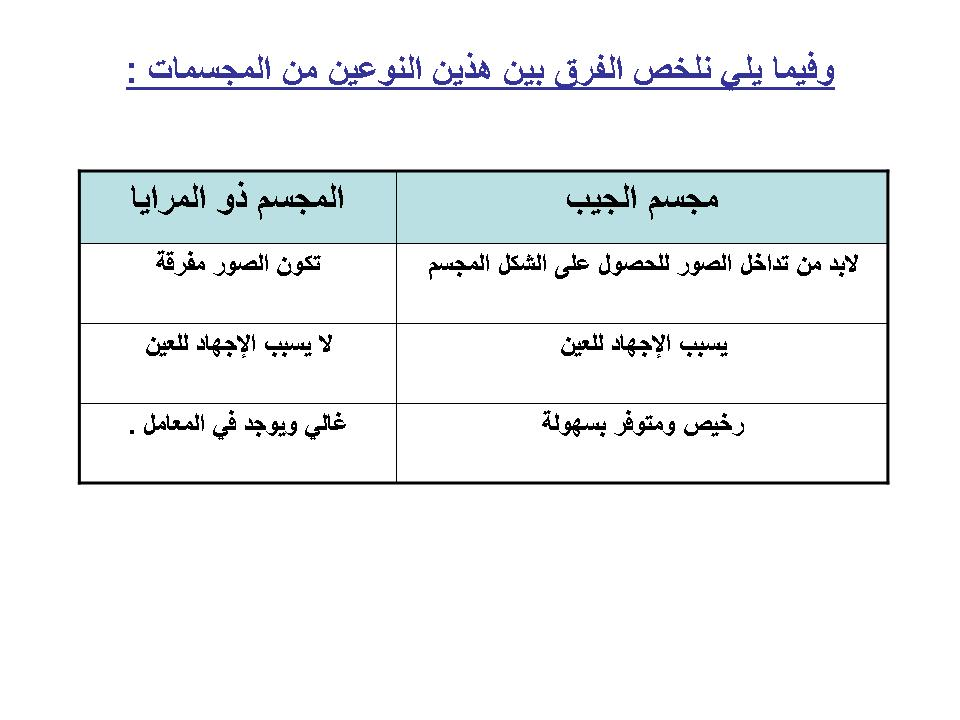 وفيما يلي نلخص الفرق بين هذين النوعين من المجسمات :
مجسم الجيب
المجسم ذو المرايا
لابد من تداخل الصور للحصول على الشكل المجسم
تكون الصور مفرقة
يسبب الإجهاد للعين
لا يسبب الإجهاد للعين
رخيص ومتوفر بسهولة
غالي ويوجد في المعامل .